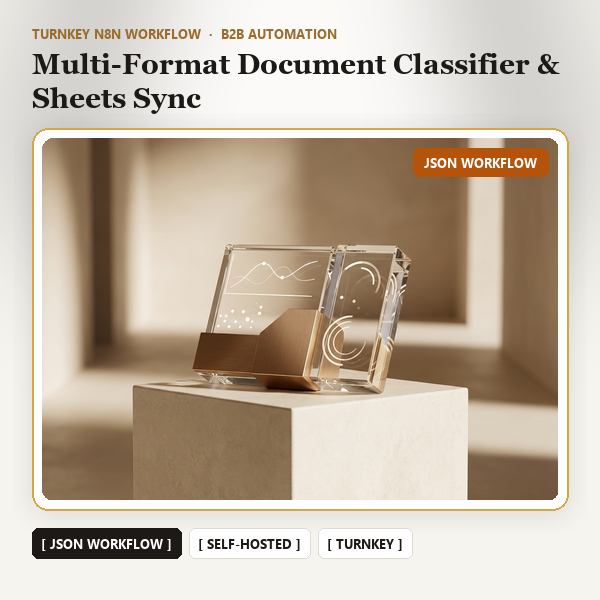 TURNKEY N8N WORKFLOW · B2B AUTOMATION
Multi-Format Document Classifier &
Sheets Sync
JSON WORKFLOW
[ JSON WORKFLOW ]
[ SELF-HOSTED ]
[ TURNKEY ]